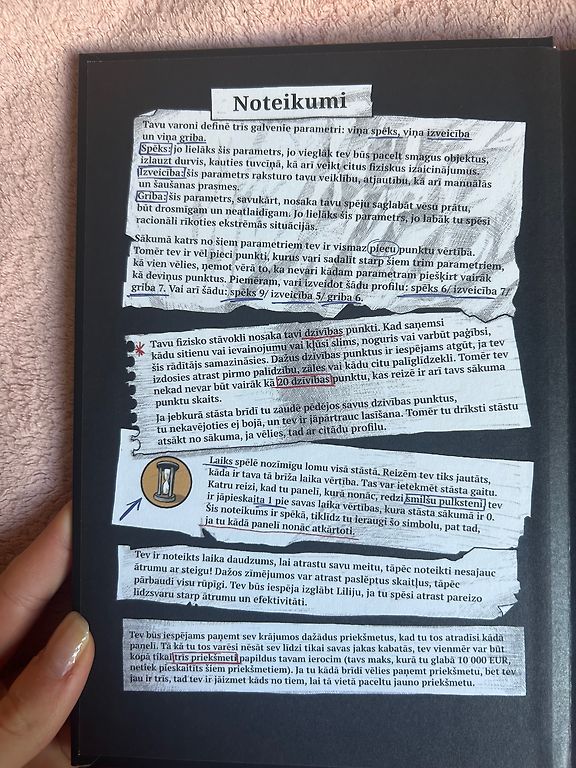 Noteikumi
Tavu varoni definē trīs galvenie parametri: viņa spēks, viņa izveicība
un viņa griba.
Spēks: jo lielāks šis parametrs, jo vieglāk tev būs pacelt smagus objektus,
izlauzt durvis, kauties tuvcīņā, kā arī veikt citus fiziskus izaicinājumus.
Izveicība: šis parametrs raksturo tavu veiklību, atjautību, kā arī manuālās
un šaušanas prasmes.
Griba: šis parametrs, savukārt, nosaka tavu spēju saglabāt vēsu prātu,
būt drosmīgam un neatlaidīgam. Jo lielāks šis parametrs, jo labāk tu spēsi
racionāli rīkoties ekstrēmās situācijās.
Sākumā katrs no šiem parametriem tev ir vismaz piecu punktu vērtībā.
Tomēr tev ir vēl pieci punkti, kurus vari sadalīt starp šiem trim parametriem,
kā vien vēlies, ņemot vērā to, ka nevari kādam parametram piešķirt vairāk
kā deviņus punktus. Piemēram, vari izveidot šādu profilu: spēks 6/ izveicība 7/
griba 7. Vai arī šādu: spēks 9/ izveicība 5/ griba 6.
Tavu fizisko stāvokli nosaka tavi dzīvības punkti. Kad saņemsi
kādu sitienu vai ievainojumu vai kļūsi slims, noguris vai varbūt paģībsi,
šis rādītājs samazināsies. Dažus dzīvības punktus ir iespējams atgūt, ja tev
izdosies atrast pirmo palīdzību, zāles vai kādu citu palīglīdzekli. Tomēr tev
nekad nevar būt vairāk kā 20 dzīvības punktu, kas reizē ir arī tavs sākuma
punktu skaits.
Ja jebkurā stāsta brīdī tu zaudē pēdējos savus dzīvības punktus,
tu nekavējoties ej bojā, un tev ir jāpārtrauc lasīšana. Tomēr tu drīksti stāstu
atsākt no sākuma, ja vēlies, tad ar citādu profilu.
Laiks spēlē nozīmīgu lomu visā stāstā. Reizēm tev tiks jautāts,
kāda ir tava tā brīža laika vērtība. Tas var ietekmēt stāsta gaitu.
Katru reizi, kad tu panelī, kurā nonāc, redzi smilšu pulksteni, tev
ir jāpieskaita 1 pie savas laika vērtības, kura stāsta sākumā ir 0.
Šis noteikums ir spēkā, tiklīdz tu ieraugi šo simbolu, pat tad,
ja tu kādā panelī nonāc atkārtoti.
Tev ir noteikts laika daudzums, lai atrastu savu meitu, tāpēc noteikti nesajauc
ātrumu ar steigu! Dažos zīmējumos var atrast paslēptus skaitļus, tāpēc
pārbaudi visu rūpīgi. Tev būs iespēja izglābt Liliju, ja tu spēsi atrast pareizo
līdzsvaru starp ātrumu un efektivitāti.
Tev būs iespējams paņemt sev krājumos dažādus priekšmetus, kad tu tos atradīsi kādā
panelī. Tā kā tu tos varēsi nēsāt sev līdzi tikai savas jakas kabatās, tev vienmēr var būt
kopā tikai trīs priekšmeti papildus tavam ierocim (tavs maks, kurā tu glabā 10 000 EUR,
netiek pieskaitīts šiem priekšmetiem). Ja tu kādā brīdī vēlies paņemt priekšmetu, bet tev
jau ir trīs, tad tev ir jāizmet kāds no tiem, lai tā vietā paceltu jauno priekšmetu.